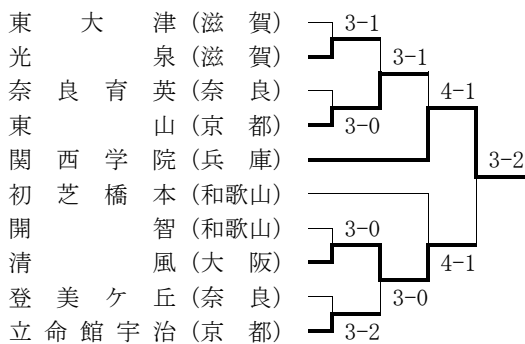 東大津（滋賀） 3-1
光泉（滋賀） 3-1
奈良育英（奈良） 4-1
東山（京都） 3-0
関西学院（兵庫） 3-2
初芝橋本（和歌山）
開智（和歌山） 3-0
清風（大阪） 4-1
登美ケ丘（奈良） 3-0
立命館宇治（京都） 3-2